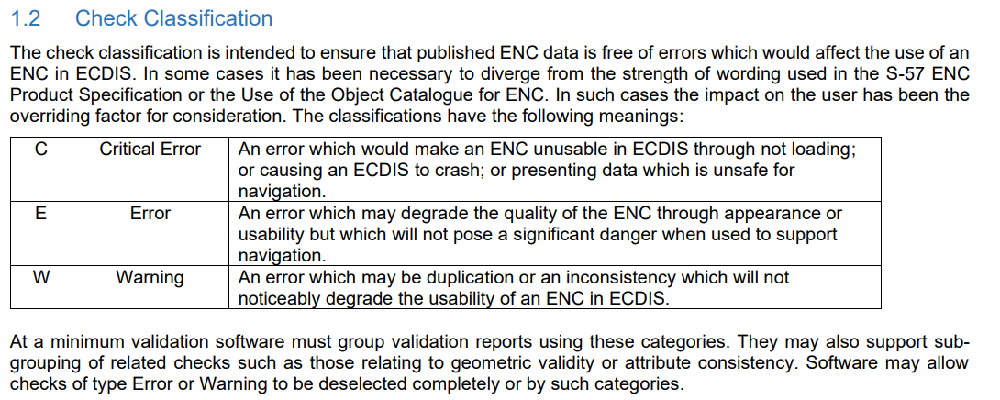 1.2 Check Classification
The check classification is intended to ensure that published ENC data is free of errors which would affect the use of an
ENC in ECDIS. In some cases it has been necessary to diverge from the strength of wording used in the S-57 ENC
Product Specification or the Use of the Object Catalogue for ENC. In such cases the impact on the user has been the
overriding factor for consideration. The classifications have the following meanings:
C Critical Error An error which would make an ENC unusable in ECDIS through not loading;
or causing an ECDIS to crash; or presenting data which is unsafe for
navigation.
E Error An error which may degrade the quality of the ENC through appearance or
usability but which will not pose a significant danger when used to support
navigation.
W Warning An error which may be duplication or an inconsistency which will not
noticeably degrade the usability of an ENC in ECDIS.
At a minimum validation software must group validation reports using these categories. They may also support sub-
grouping of related checks such as those relating to geometric validity or attribute consistency. Software may allow
checks of type Error or Warning to be deselected completely or by such categories.